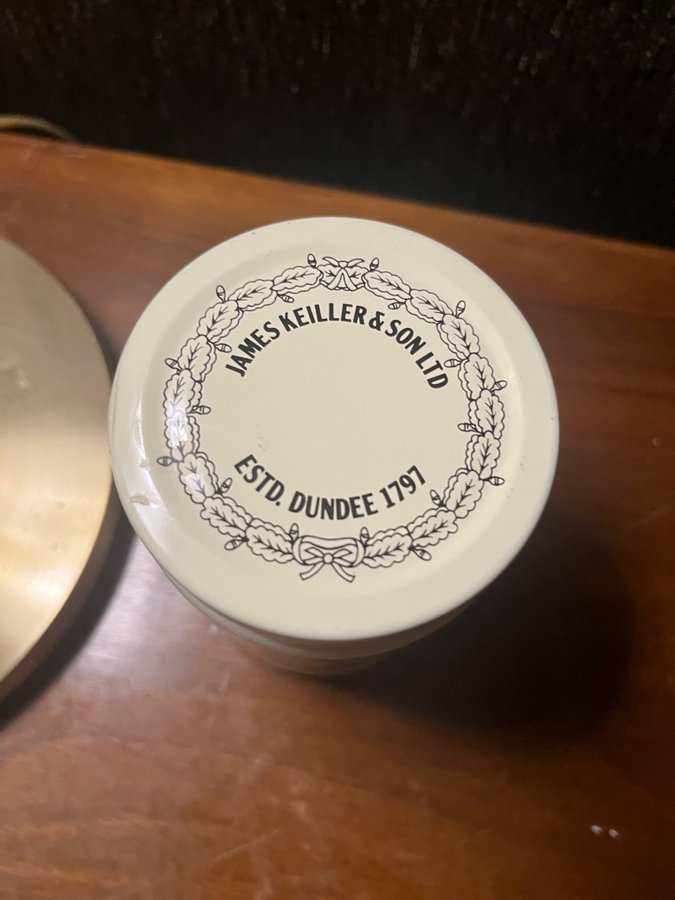 JAMES KEILLER & SON LTD
ESTD. DUNDEE 1797